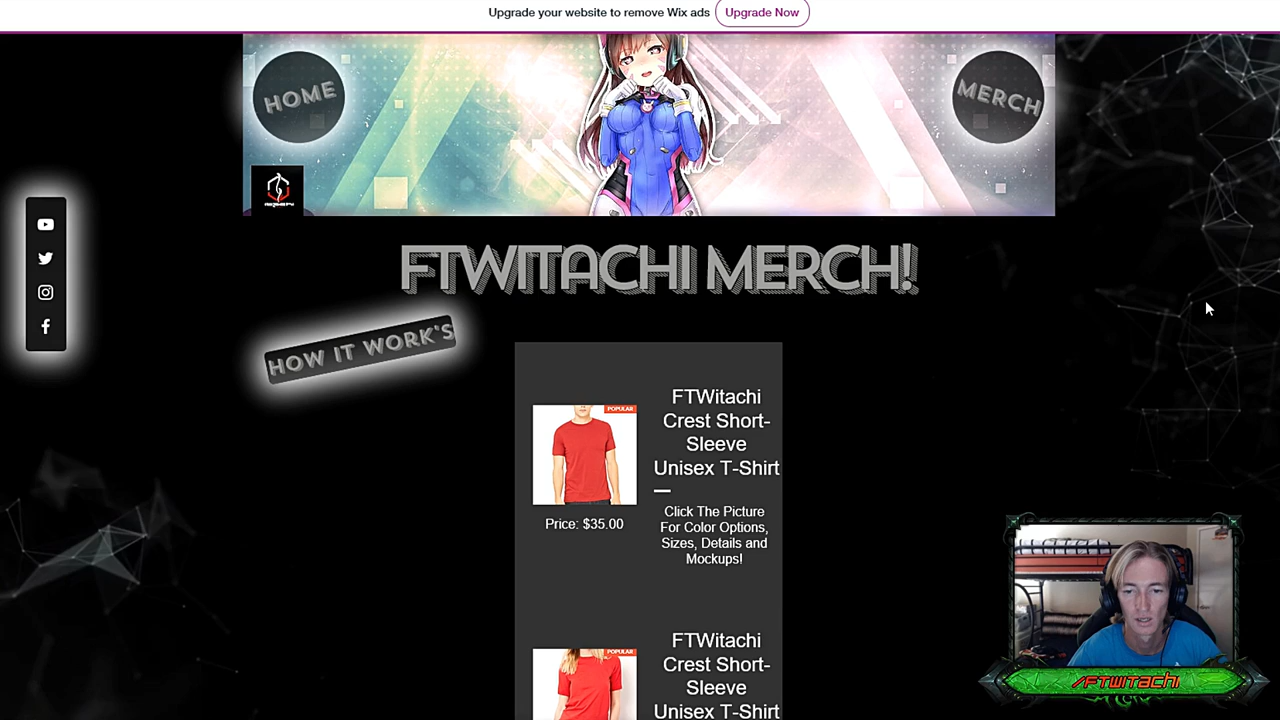 Upgrade your website to remove Wix ads Upgrade Now
HOME
MERCH
FTWITACHI MERCH!
HOW IT WORK'S
POPULAR
FTWitachi
Crest Short-
Sleeve
Unisex T-Shirt
Price: $35.00
Click The Picture
For Color Options,
Sizes, Details and
Mockups!
POPULAR
FTWitachi
Crest Short-
Sleeve
Unisex T-Shirt
/FTWITACHI